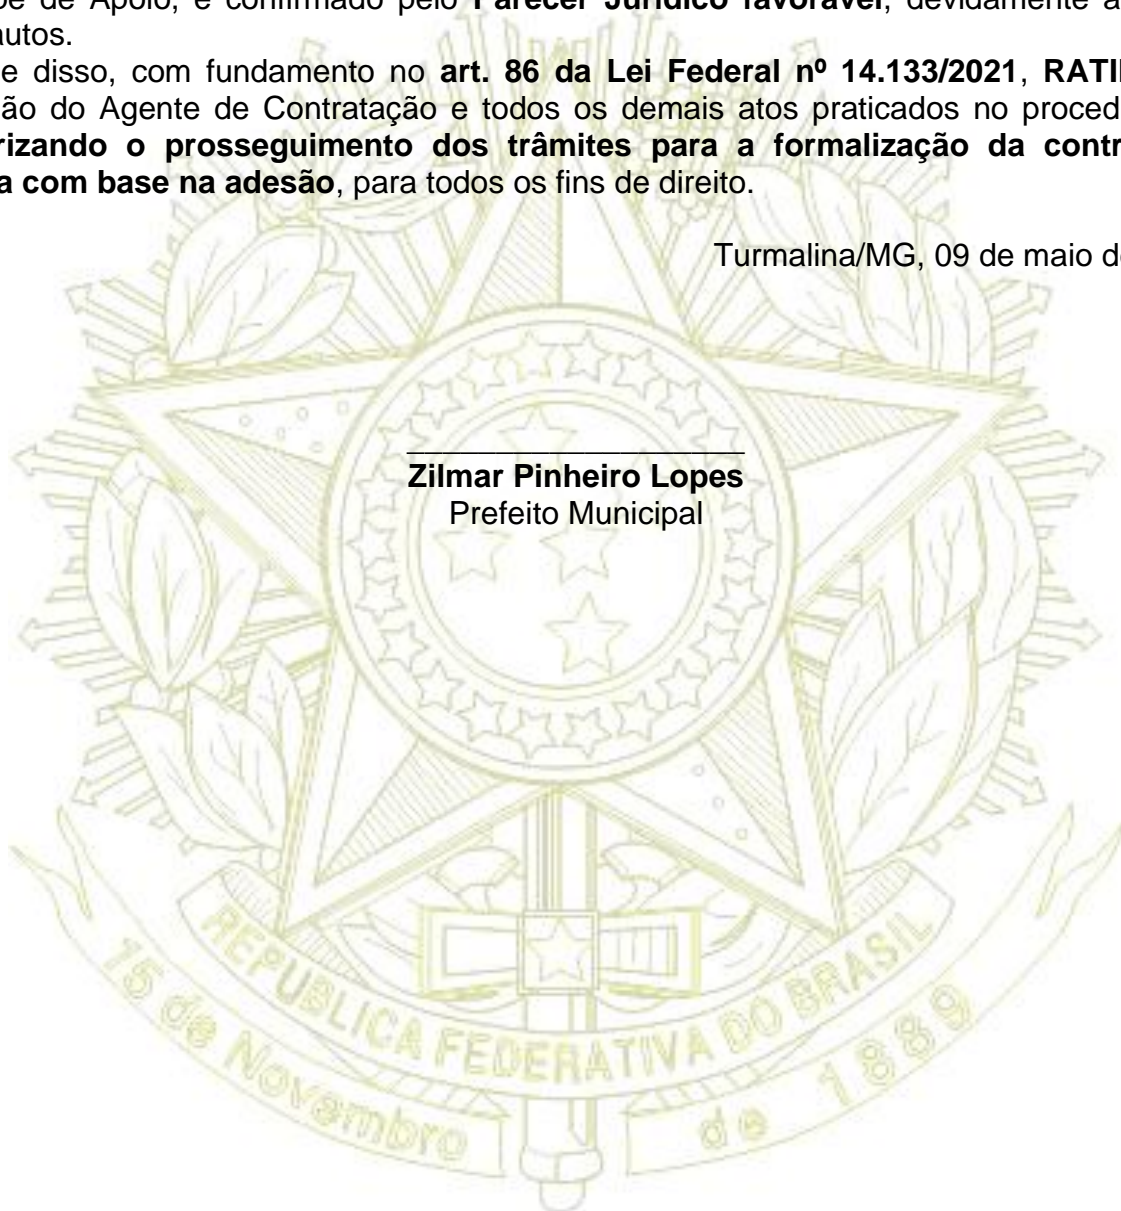 be de Apoio, e confirmado pelo Parecer Jurídico favorável, devidamente a
autos.
e disso, com fundamento no art. 86 da Lei Federal nº 14.133/2021, RATI
ão do Agente de Contratação e todos os demais atos praticados no proced
rizando o prosseguimento dos trâmites para a formalização da contr
a com base na adesão, para todos os fins de direito.
Turmalina/MG, 09 de maio d
Zilmar Pinheiro Lopes
Prefeito Municipal
REPUBLICA FEDERATIVA DO BRASIL
15 de Novembro de 1889